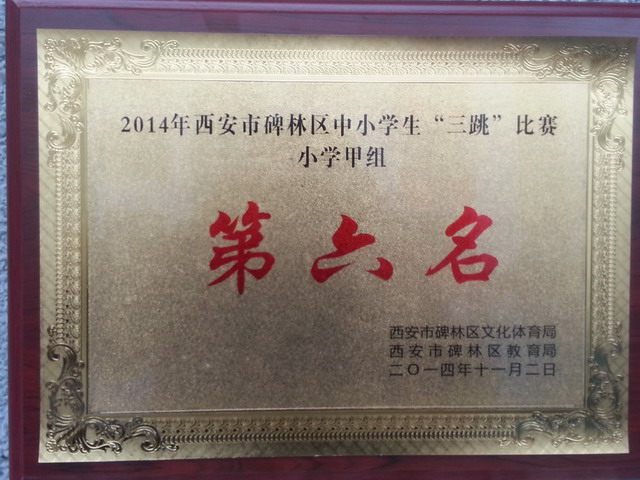 2014年西安市碑林区中小学生“三跳”比赛
小学甲组
第六名
西安市碑林区文化体育局
西安市碑林区教育局
二〇一四年十一月二日